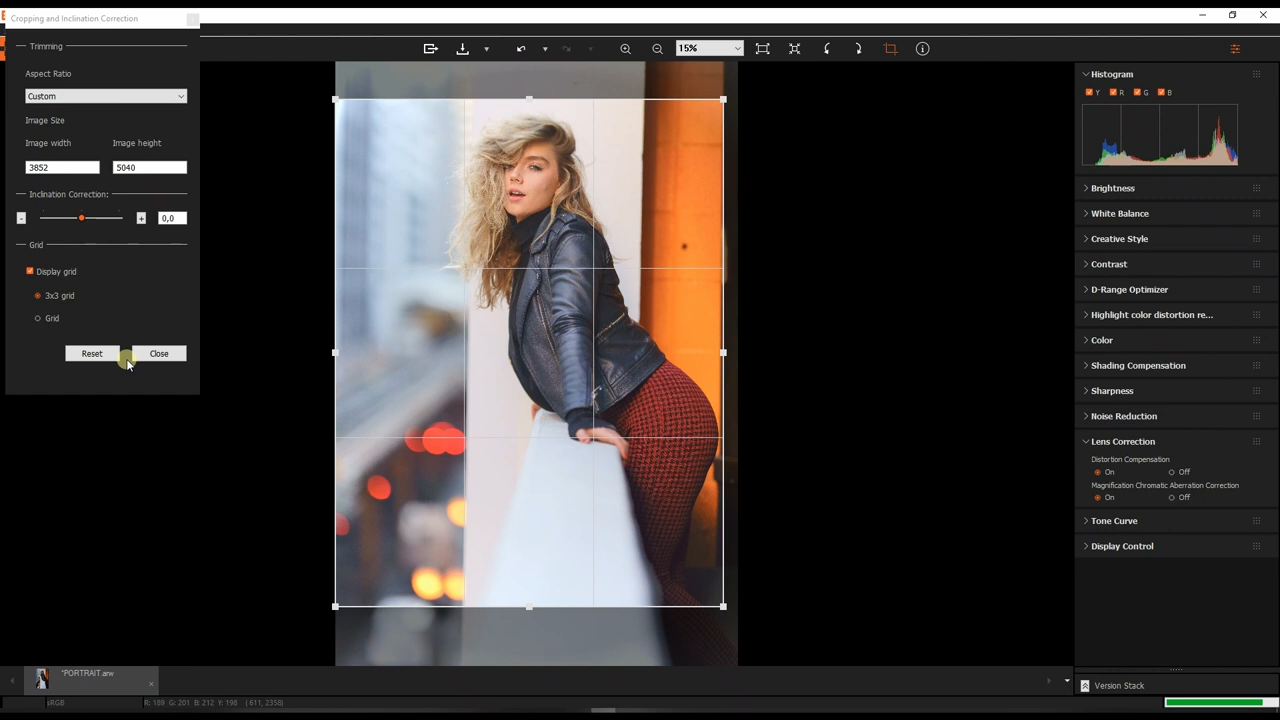 Cropping and Inclination Correction
Trimming
Aspect Ratio
Custom
Image Size
Image width Image height
3852 5040
Inclination Correction:
- + 0,0
Grid
Display grid
3x3 grid
Grid
Reset Close
15%
Histogram
Y R G B
Brightness
White Balance
Creative Style
Contrast
D-Range Optimizer
Highlight color distortion re...
Color
Shading Compensation
Sharpness
Noise Reduction
Lens Correction
Distortion Compensation
On Off
Magnification Chromatic Aberration Correction
On Off
Tone Curve
Display Control
*PORTRAIT.arw
Version Stack
sRGB R: 189 G: 201 B: 212 Y: 198 ( 611, 2358)